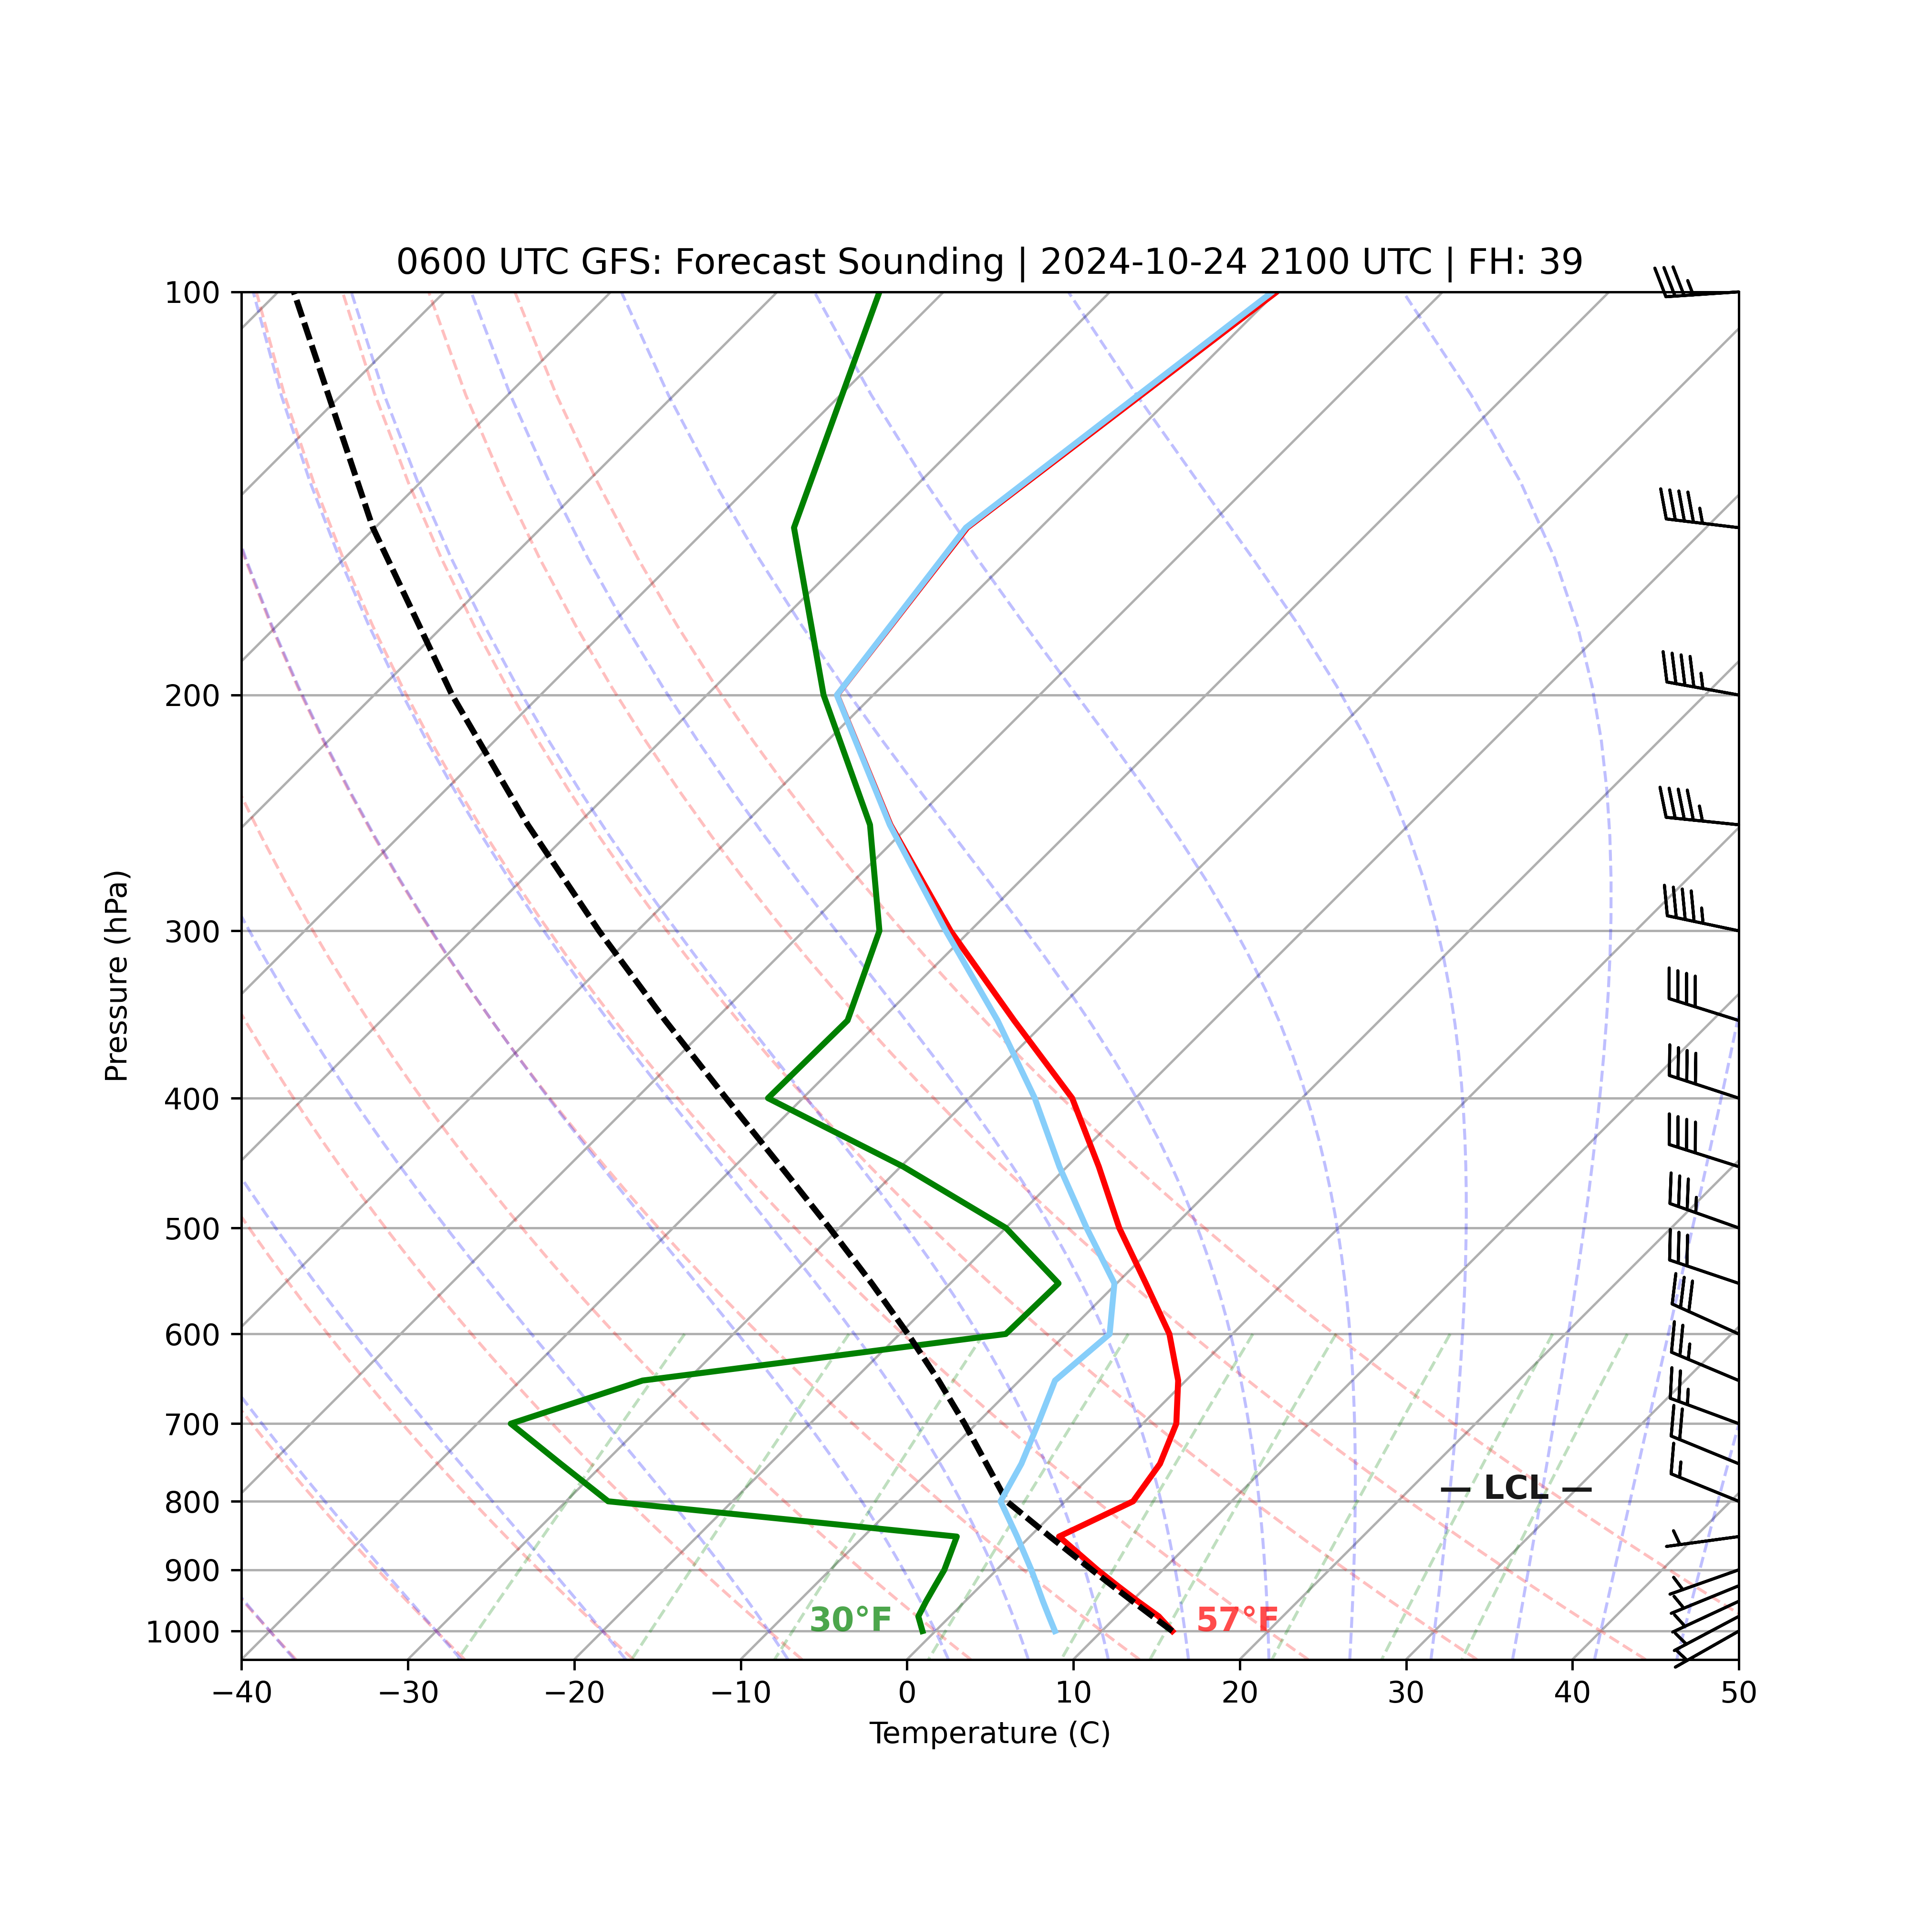 0600 UTC GFS: Forecast Sounding | 2024-10-24 2100 UTC | FH: 39
100
200
300
400
500
600
700
800
900
1000
Pressure (hPa)
— LCL —
30°F
57°F
−40 −30 −20 −10 0 10 20 30 40 50
Temperature (C)